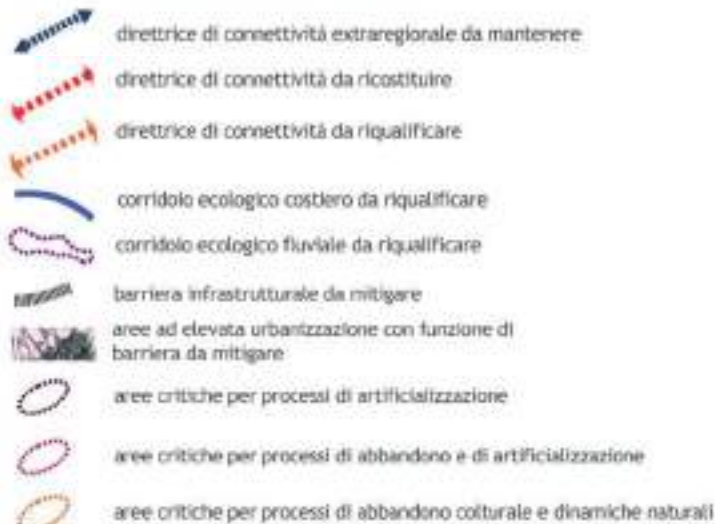 direttrice di connettività extraregionale da mantenere
direttrice di connettività da ricostituire
direttrice di connettività da riqualificare
corridoio ecologico costiero da riqualificare
corridoio ecologico fluviale da riqualificare
barriera infrastrutturale da mitigare
aree ad elevata urbanizzazione con funzione di
barriera da mitigare
aree critiche per processi di artificializzazione
aree critiche per processi di abbandono e di artificializzazione
aree critiche per processi di abbandono colturale e dinamiche naturali